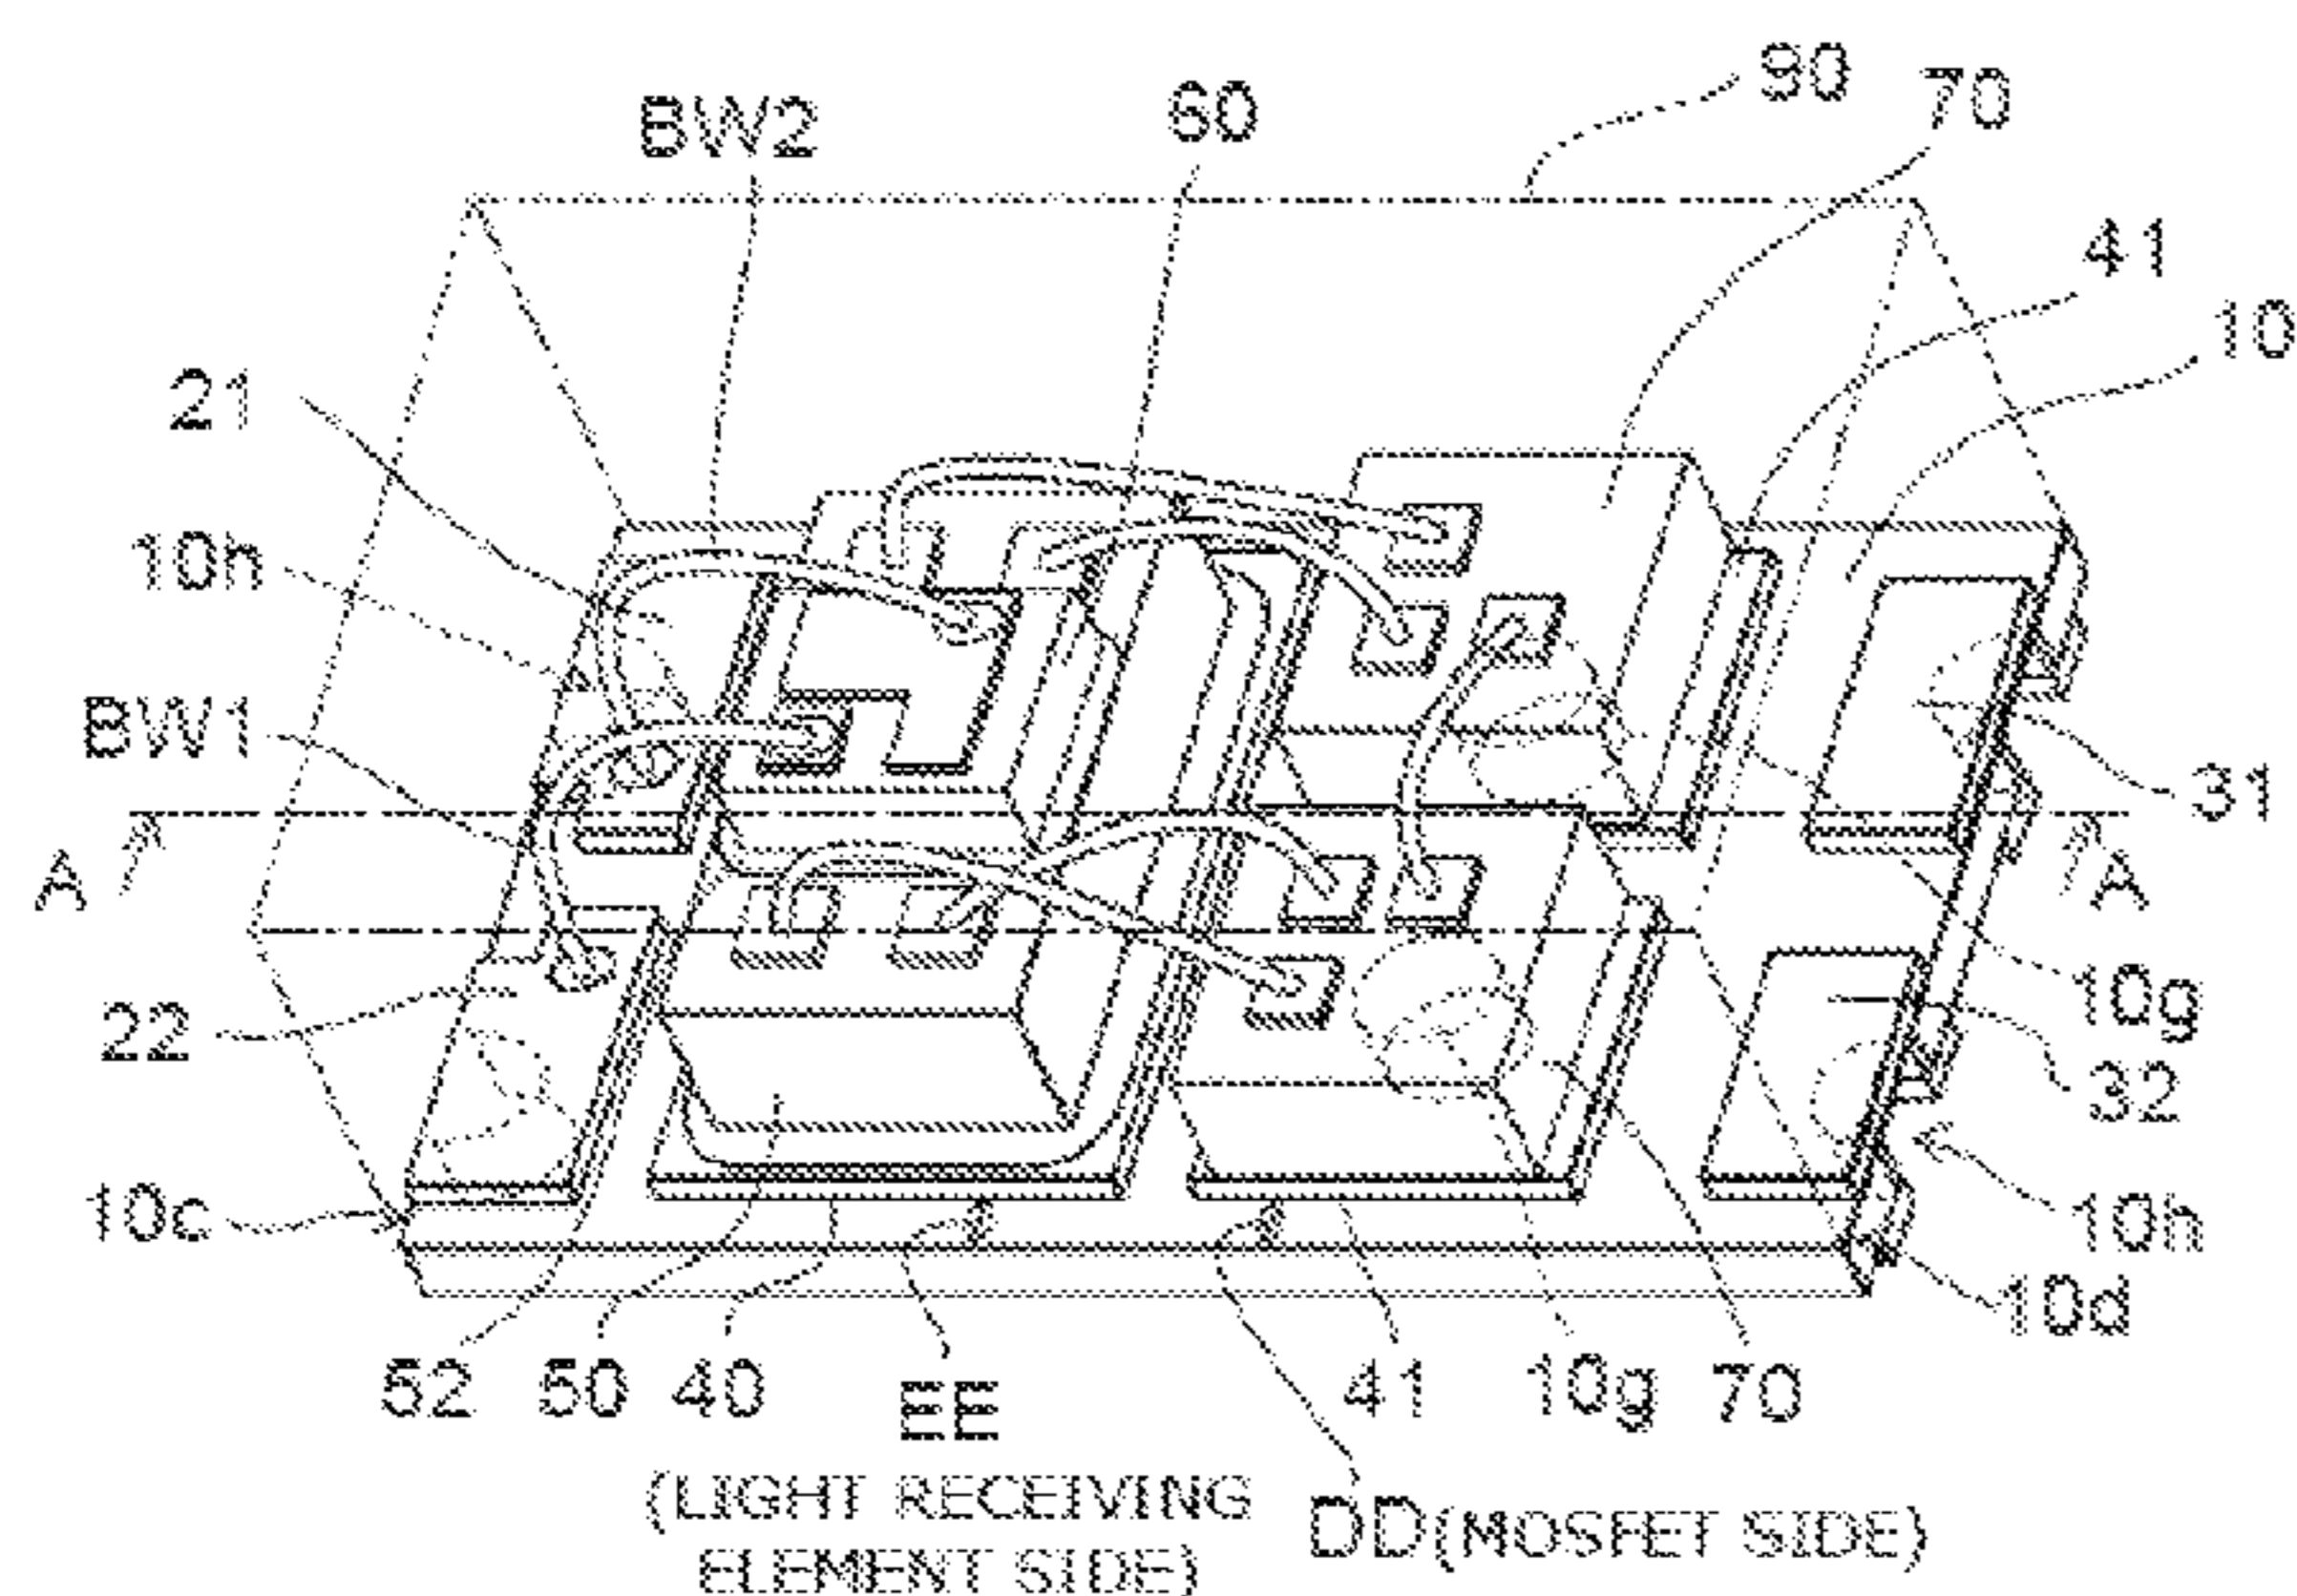 90
70
BW2
60
41
10
21
10h
BW1
31
A
A
22
10g
32
10c
10h
10d
52
50
40
EE
41
10g
70
(LIGHT RECEIVING
ELEMENT SIDE)
DD(MOSFET SIDE)